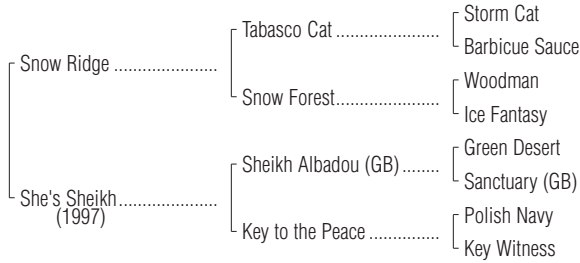 Storm Cat
Tabasco Cat ....................
Barbicue Sauce
Snow Ridge ....................
Woodman
Snow Forest....................
Ice Fantasy
Green Desert
Sheikh Albadou (GB) ........
Sanctuary (GB)
She's Sheikh...................
(1997)
Polish Navy
Key to the Peace ..............
Key Witness